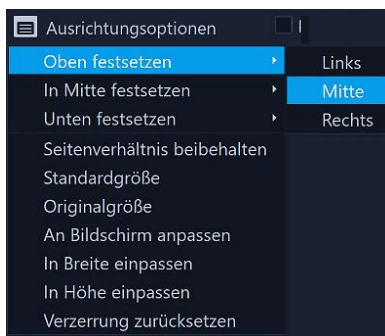 Ausrichtungsoptionen
Oben festsetzen
Links
In Mitte festsetzen
Mitte
Unten festsetzen
Rechts
Seitenverhältnis beibehalten
Standardgröße
Originalgröße
An Bildschirm anpassen
In Breite einpassen
In Höhe einpassen
Verzerrung zurücksetzen